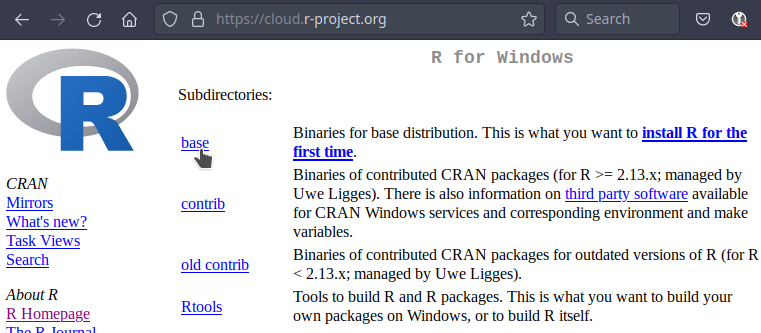 https://cloud.r-project.org
Search
R for Windows
R
Subdirectories:
base
Binaries for base distribution. This is what you want to install R for the
first time.
contrib
Binaries of contributed CRAN packages (for R >= 2.13.x; managed by
Uwe Ligges). There is also information on third party software available
for CRAN Windows services and corresponding environment and make
variables.
old contrib
Binaries of contributed CRAN packages for outdated versions of R (for R
< 2.13.x; managed by Uwe Ligges).
Rtools
Tools to build R and R packages. This is what you want to build your
own packages on Windows, or to build R itself.
CRAN
Mirrors
What's new?
Task Views
Search
About R
R Homepage
The R Journal